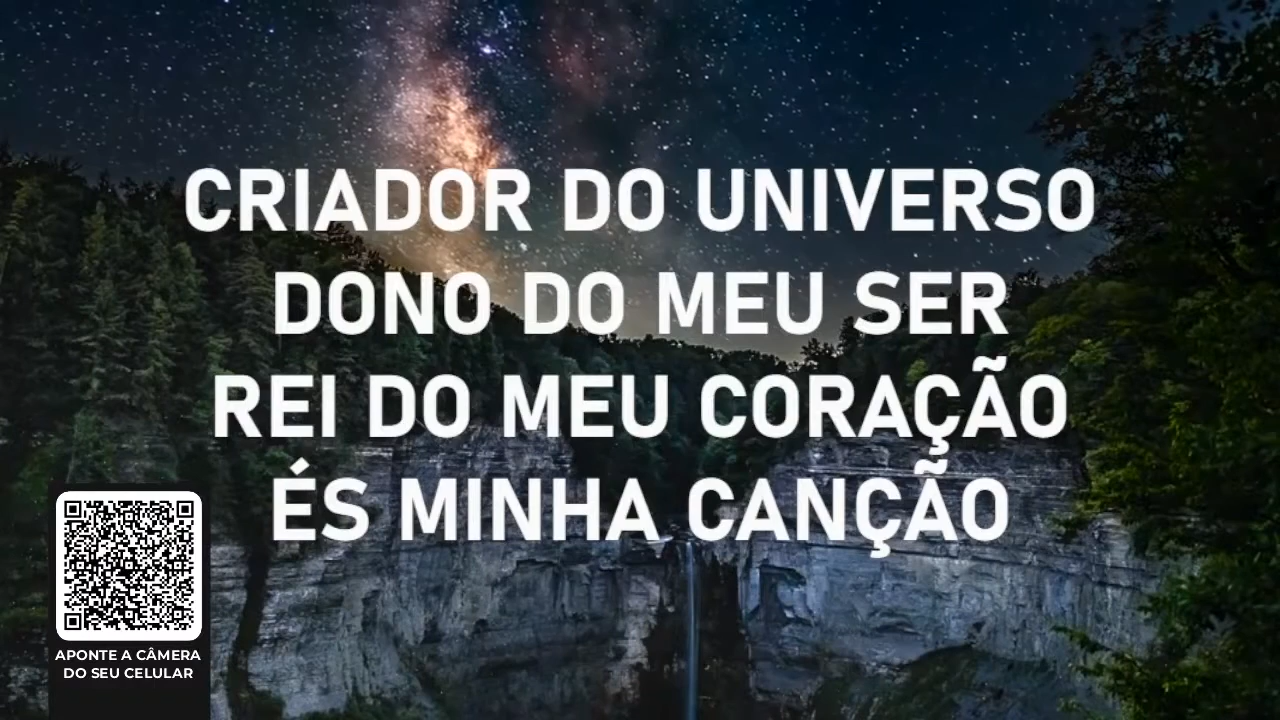 CRIADOR DO UNIVERSO
DONO DO MEU SER
REI DO MEU CORAÇÃO
ÉS MINHA CANÇÃO
APONTE A CÂMERA
DO SEU CELULAR